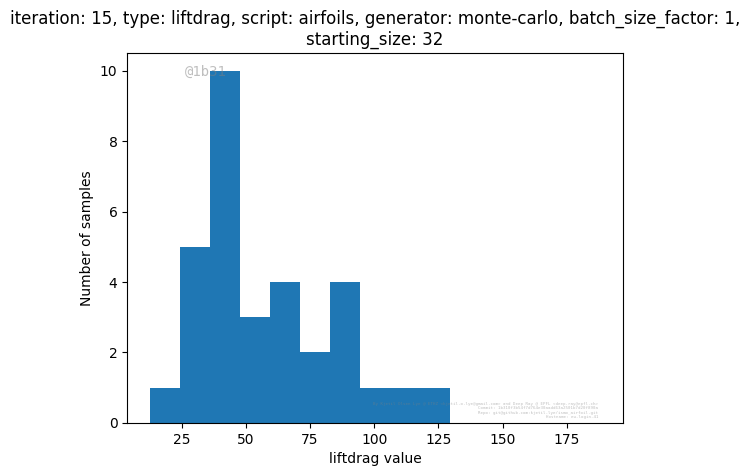 iteration: 15, type: liftdrag, script: airfoils, generator: monte-carlo, batch_size_factor: 1,
starting_size: 32
@1b31
10
8
6
4
2
0
Number of samples
25 50 75 100 125 150 175
liftdrag value